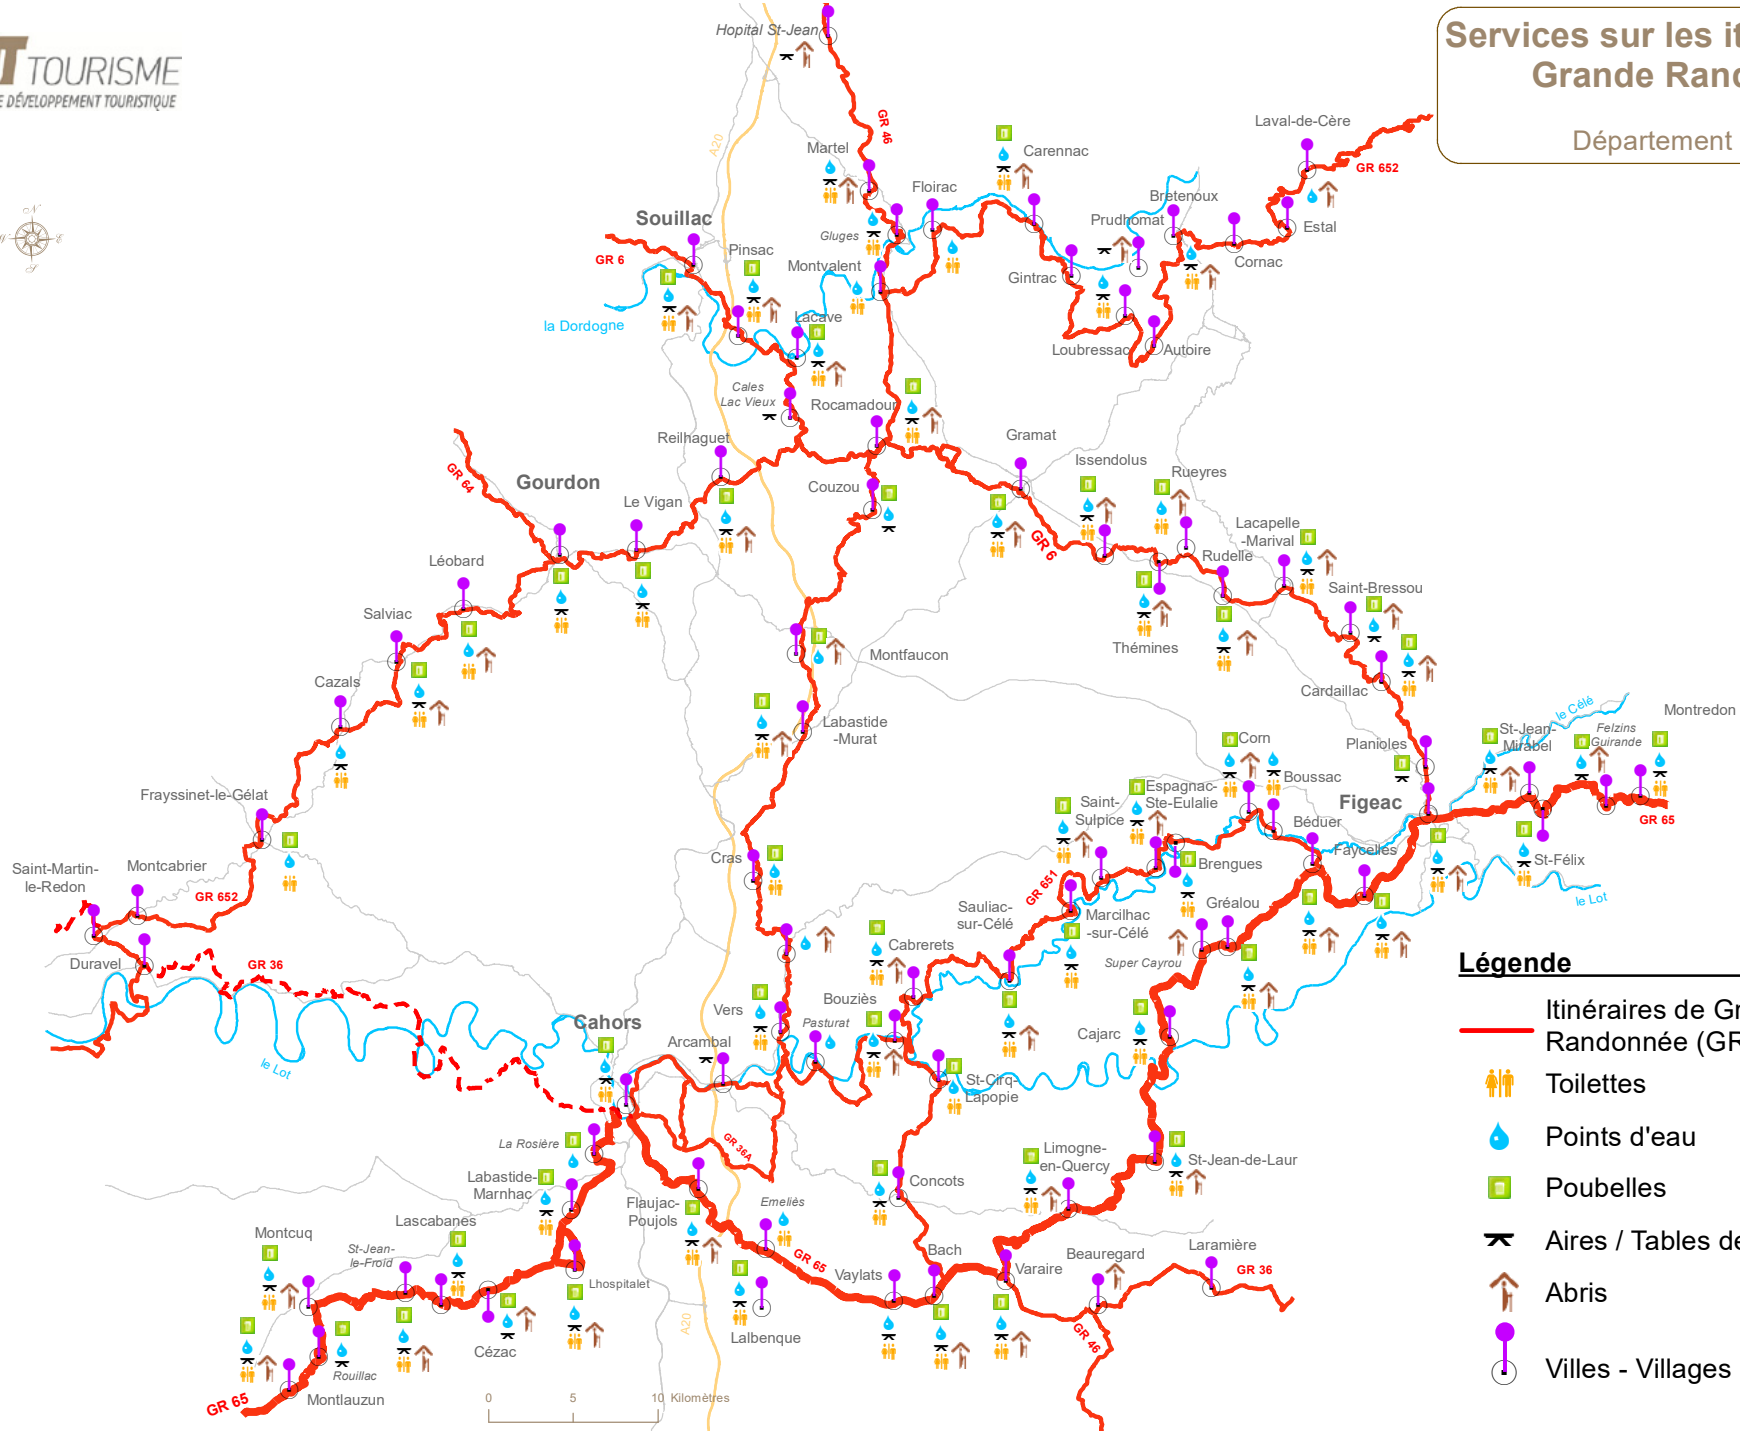 TOURISME
E DÉVELOPPEMENT TOURISTIQUE
Services sur les it
Grande Rand
Département
N
W
E
S
Hopital St-Jean
GR 46
A20
Martel
Floirac
Carennac
Laval-de-Cère
GR 652
Bretenoux
Prudhomat
Estal
Cornac
Souillac
GR 6
Pinsac
Gluges
Montvalent
Gintrac
la Dordogne
Lacave
Loubressac
Autoire
Cales
Lac Vieux
Rocamadour
Reilhaguet
Gramat
Issendolus
Rueyres
GR 64
Gourdon
Le Vigan
Couzou
GR 6
Lacapelle
-Marival
Rudelle
Léobard
Salviac
Saint-Bressou
Thémines
Montfaucon
Cazals
Cardaillac
Labastide
-Murat
le Célé
Montredon
Felzins
Guirande
St-Jean-
Mirabel
Planioles
Corn
Boussac
Espagnac-
Ste-Eulalie
Figeac
Frayssinet-le-Gélat
Saint-
Sulpice
Béduer
GR 65
Faycelles
St-Félix
Cras
Brengues
Saint-Martin-
le-Redon
Montcabrier
GR 652
GR 651
le Lot
Sauliac-
sur-Célé
Marcilhac
-sur-Célé
Gréalou
Cabrerets
Super Cayrou
Duravel
GR 36
Légende
Itinéraires de Gr
Randonnée (GR
Toilettes
Points d'eau
Poubelles
Aires / Tables de
Abris
Villes - Villages
Vers
Bouziès
Pasturat
Cajarc
Cahors
le Lot
Arcambal
St-Cirq-
Lapopie
La Rosière
GR 36A
Limogne-
en-Quercy
St-Jean-de-Laur
Labastide-
Marnhac
Flaujac-
Poujols
Concots
Emeliès
Montcuq
Lascabanes
St-Jean-
le-Froid
GR 65
Bach
Beauregard
Laramière
Vaylats
Varaire
GR 36
Lhospitalet
A20
Lalbenque
GR 46
Cézac
Rouillac
Montlauzun
GR 65
0
5
10
Kilomètres